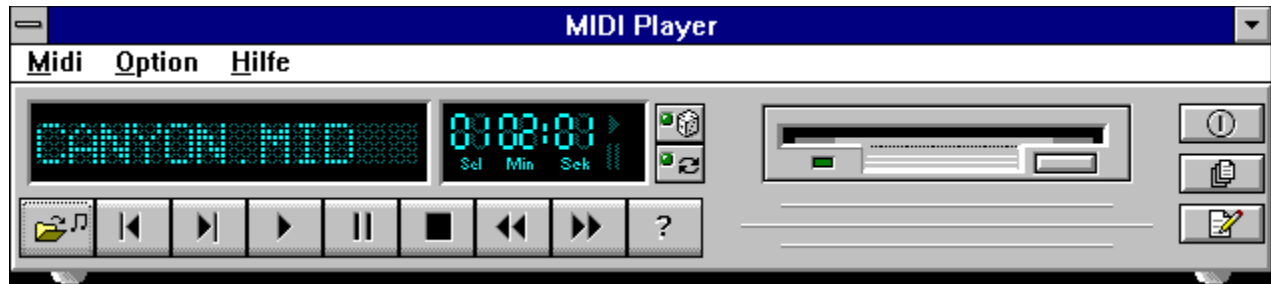 MIDI Player
Midi Option Hilfe
CANYON.MID
01 02:01
Sel Min Sek
?